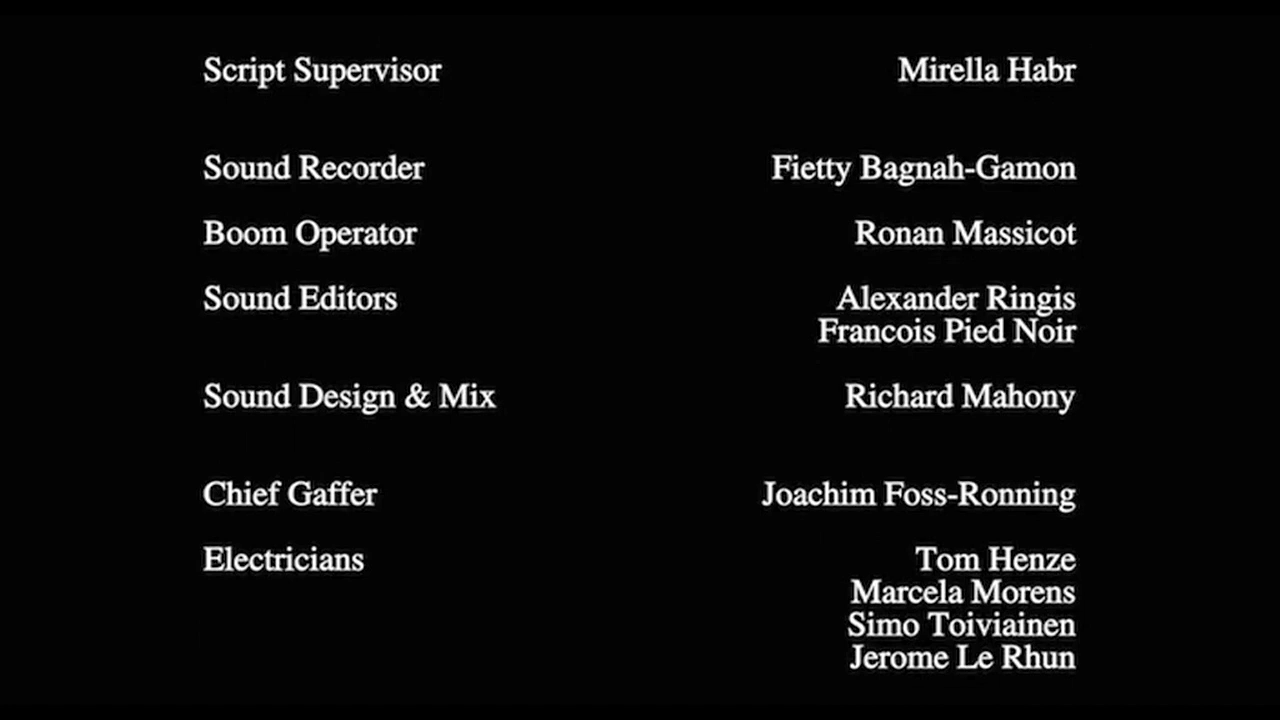 Script Supervisor Mirella Habr
Sound Recorder Fietty Bagnah-Gamon
Boom Operator Ronan Massicot
Sound Editors Alexander Ringis
Francois Pied Noir
Sound Design & Mix Richard Mahony
Chief Gaffer Joachim Foss-Ronning
Electricians Tom Henze
Marcela Morens
Simo Toiviainen
Jerome Le Rhun